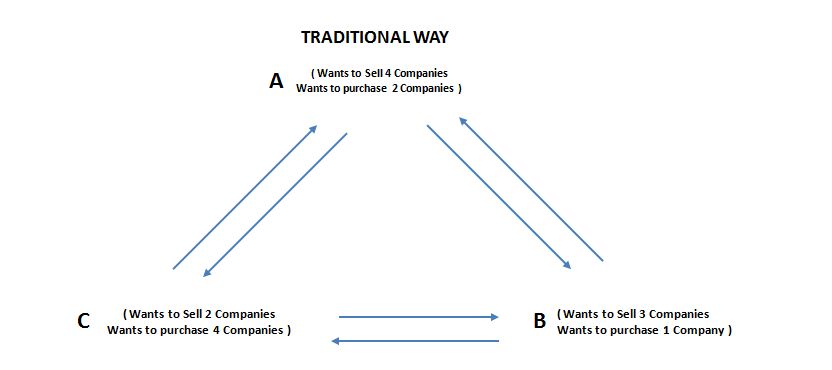 TRADITIONAL WAY
A
( Wants to Sell 4 Companies
Wants to purchase 2 Companies )
C
( Wants to Sell 2 Companies
Wants to purchase 4 Companies )
B
( Wants to Sell 3 Companies
Wants to purchase 1 Company )